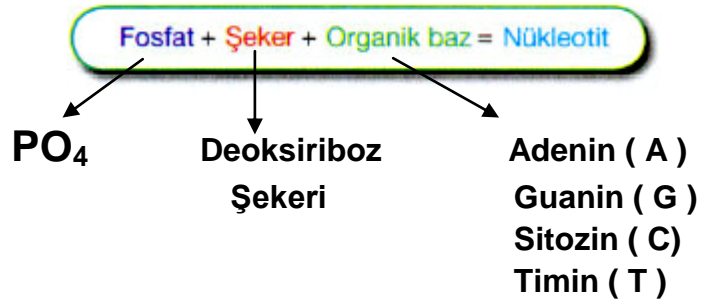 Fosfat + Şeker + Organik baz = Nükleotit
PO₄ Deoksiriboz Adenin ( A )
Şekeri Guanin ( G )
Sitozin ( C)
Timin ( T )